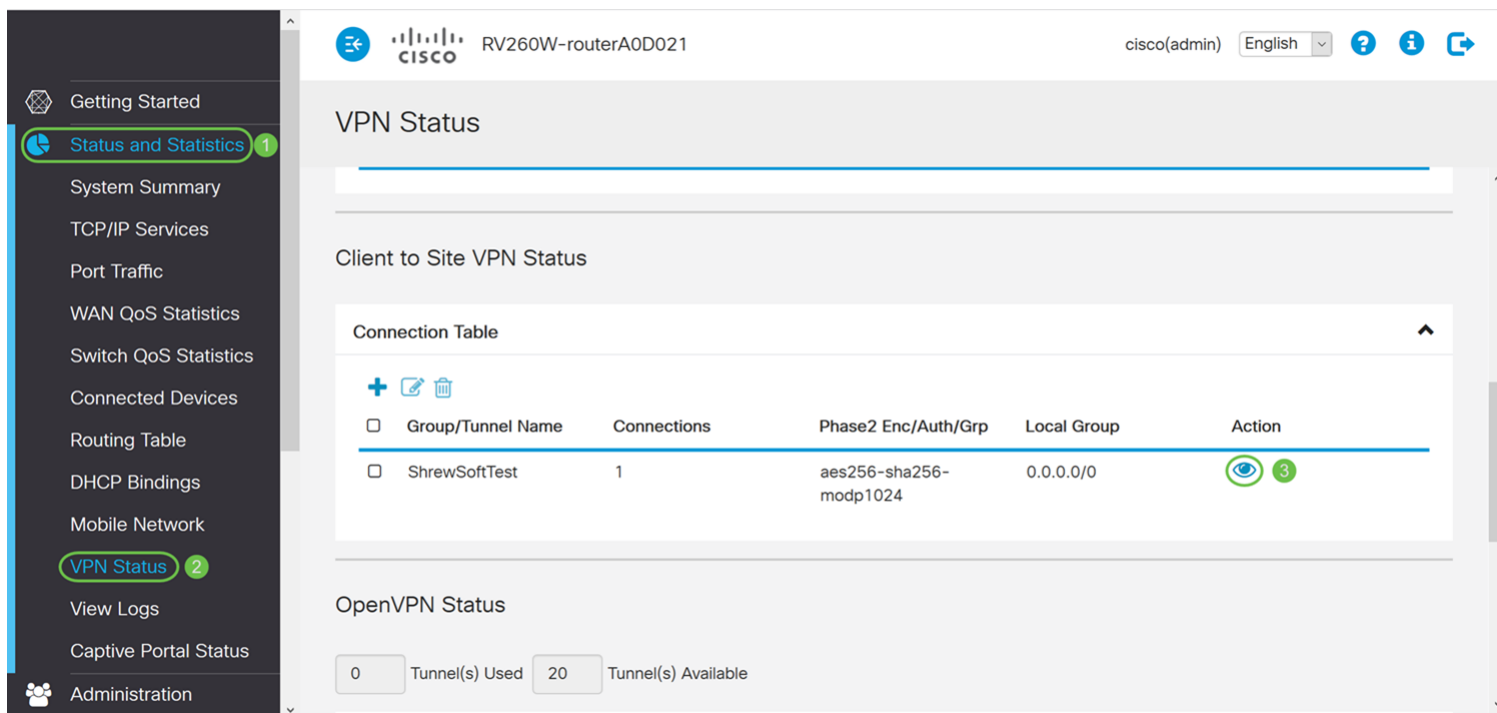 CISCO
RV260W-routerA0D021
cisco(admin)
English
?
i
Getting Started
Status and Statistics
1
System Summary
TCP/IP Services
Port Traffic
WAN QoS Statistics
Switch QoS Statistics
Connected Devices
Routing Table
DHCP Bindings
Mobile Network
VPN Status
2
View Logs
Captive Portal Status
Administration
VPN Status
Client to Site VPN Status
Connection Table
Group/Tunnel Name
Connections
Phase2 Enc/Auth/Grp
Local Group
Action
ShrewSoftTest
1
aes256-sha256-
modp1024
0.0.0.0/0
3
OpenVPN Status
0
Tunnel(s) Used
20
Tunnel(s) Available